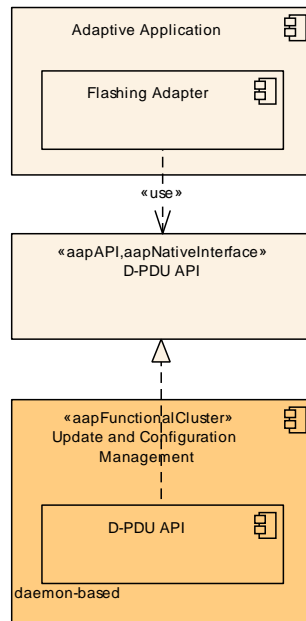 Adaptive Application
Flashing Adapter
«use»
«aapAPI,aapNativeInterface»
D-PDU API
«aapFunctionalCluster»
Update and Configuration
Management
D-PDU API
daemon-based